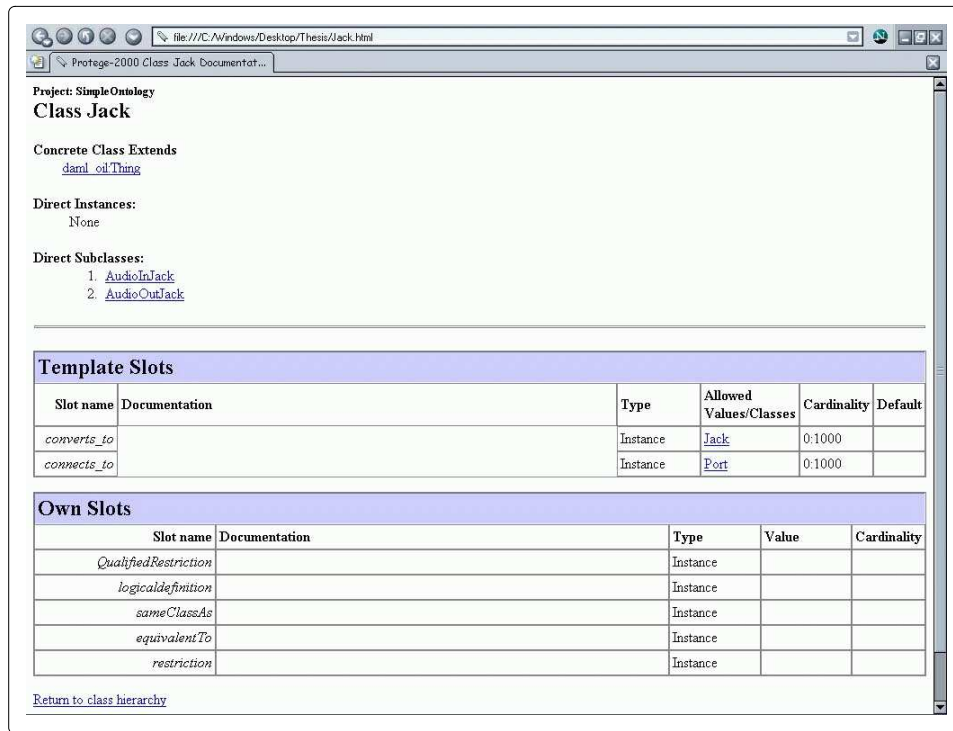 file:///C:/Windows/Desktop/Thesis/Jack.html
Protege-2000 Class Jack Documentat...
Project: SimpleOntology
Class Jack
Concrete Class Extends
daml_oil:Thing
Direct Instances:
None
Direct Subclasses:
1. AudioInJack
2. AudioOutJack
Template Slots
Slot name Documentation Type Allowed Values/Classes Cardinality Default
converts_to Instance Jack 0:1000
connects_to Instance Port 0:1000
Own Slots
Slot name Documentation Type Value Cardinality
QualifiedRestriction Instance
logicaldefinition Instance
sameClassAs Instance
equivalentTo Instance
restriction Instance
Return to class hierarchy